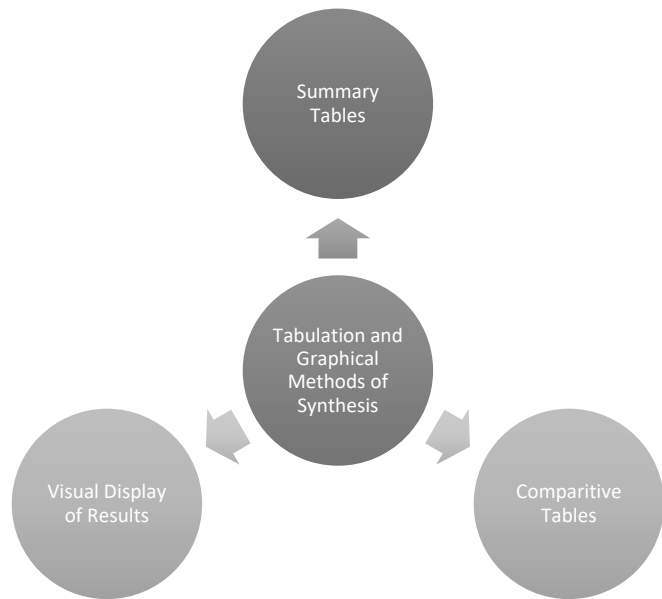 Summary
Tables
Tabulation and
Graphical
Methods of
Synthesis
Visual Display
of Results
Comparitive
Tables